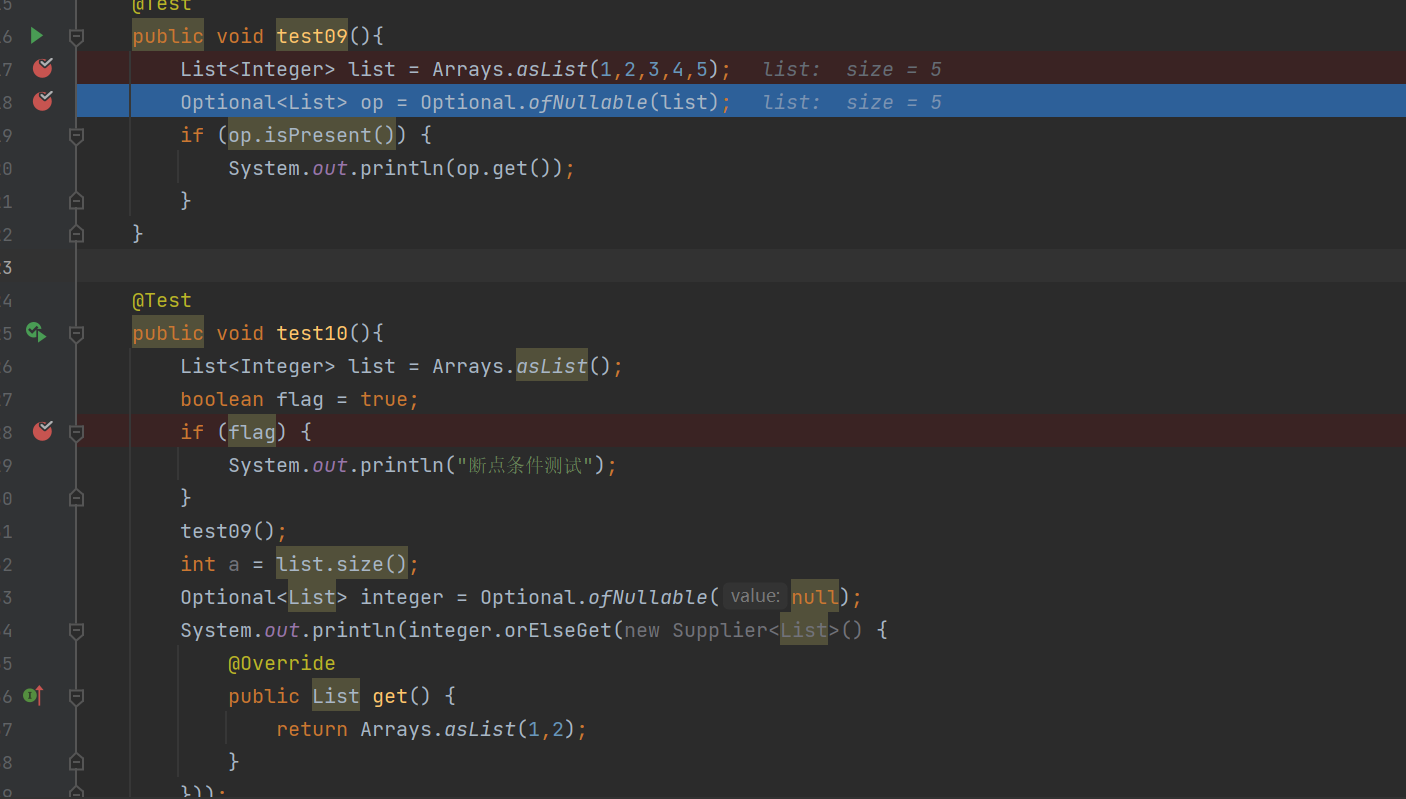 5 @Test
6 public void test09(){
7 List<Integer> list = Arrays.asList(1,2,3,4,5); list: size = 5
8 Optional<List> op = Optional.ofNullable(list); list: size = 5
9 if (op.isPresent()) {
0 System.out.println(op.get());
1 }
2 }
3
4 @Test
5 public void test10(){
6 List<Integer> list = Arrays.asList();
7 boolean flag = true;
8 if (flag) {
9 System.out.println("断点条件测试");
0 }
1 test09();
2 int a = list.size();
3 Optional<List> integer = Optional.ofNullable( value: null);
4 System.out.println(integer.orElseGet(new Supplier<List>() {
5 @Override
6 public List get() {
7 return Arrays.asList(1,2);
8 }
9 }));